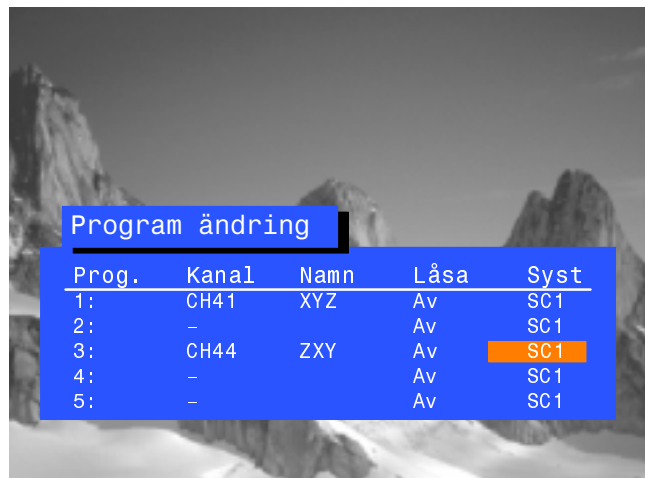 Program ändring
Prog. Kanal Namn Låsa Syst
1: CH41 XYZ Av SC1
2: – Av SC1
3: CH44 ZXY Av SC1
4: – Av SC1
5: – Av SC1